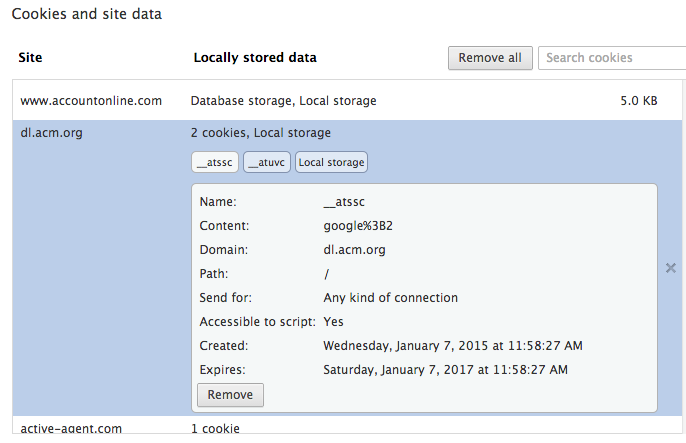 Cookies and site data
Site Locally stored data Remove all Search cookies
www.accountonline.com Database storage, Local storage 5.0 KB
dl.acm.org 2 cookies, Local storage
__atssc __atuvc Local storage
Name: __atssc
Content: google%3B2
Domain: dl.acm.org
Path: /
Send for: Any kind of connection
Accessible to script: Yes
Created: Wednesday, January 7, 2015 at 11:58:27 AM
Expires: Saturday, January 7, 2017 at 11:58:27 AM
Remove
active-agent.com 1 cookie